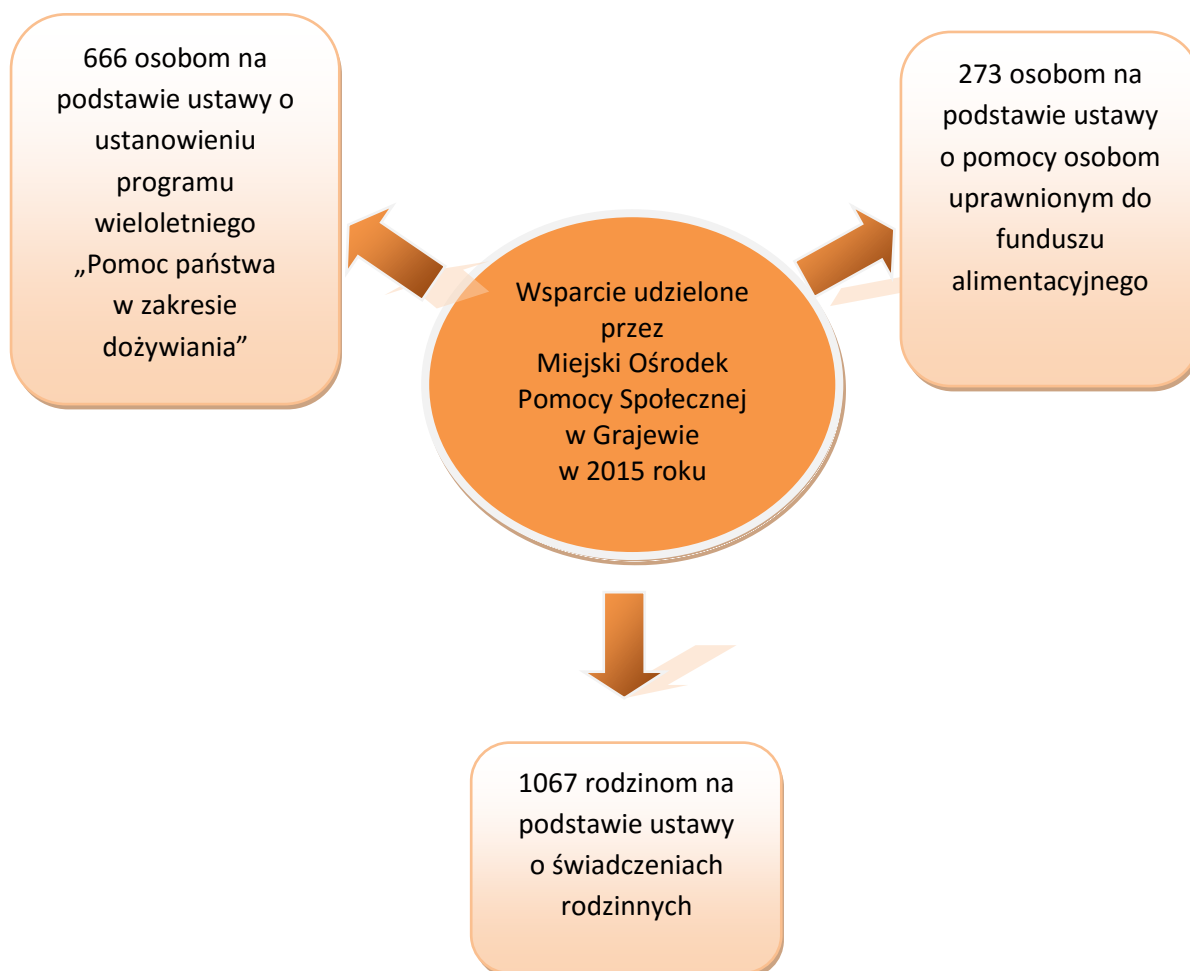 666 osobom na
podstawie ustawy o
ustanowieniu
programu
wieloletniego
„Pomoc państwa
w zakresie
dożywiania”
273 osobom na
podstawie ustawy
o pomocy osobom
uprawnionym do
funduszu
alimentacyjnego
Wsparcie udzielone
przez
Miejski Ośrodek
Pomocy Społecznej
w Grajewie
w 2015 roku
1067 rodzinom na
podstawie ustawy
o świadczeniach
rodzinnych